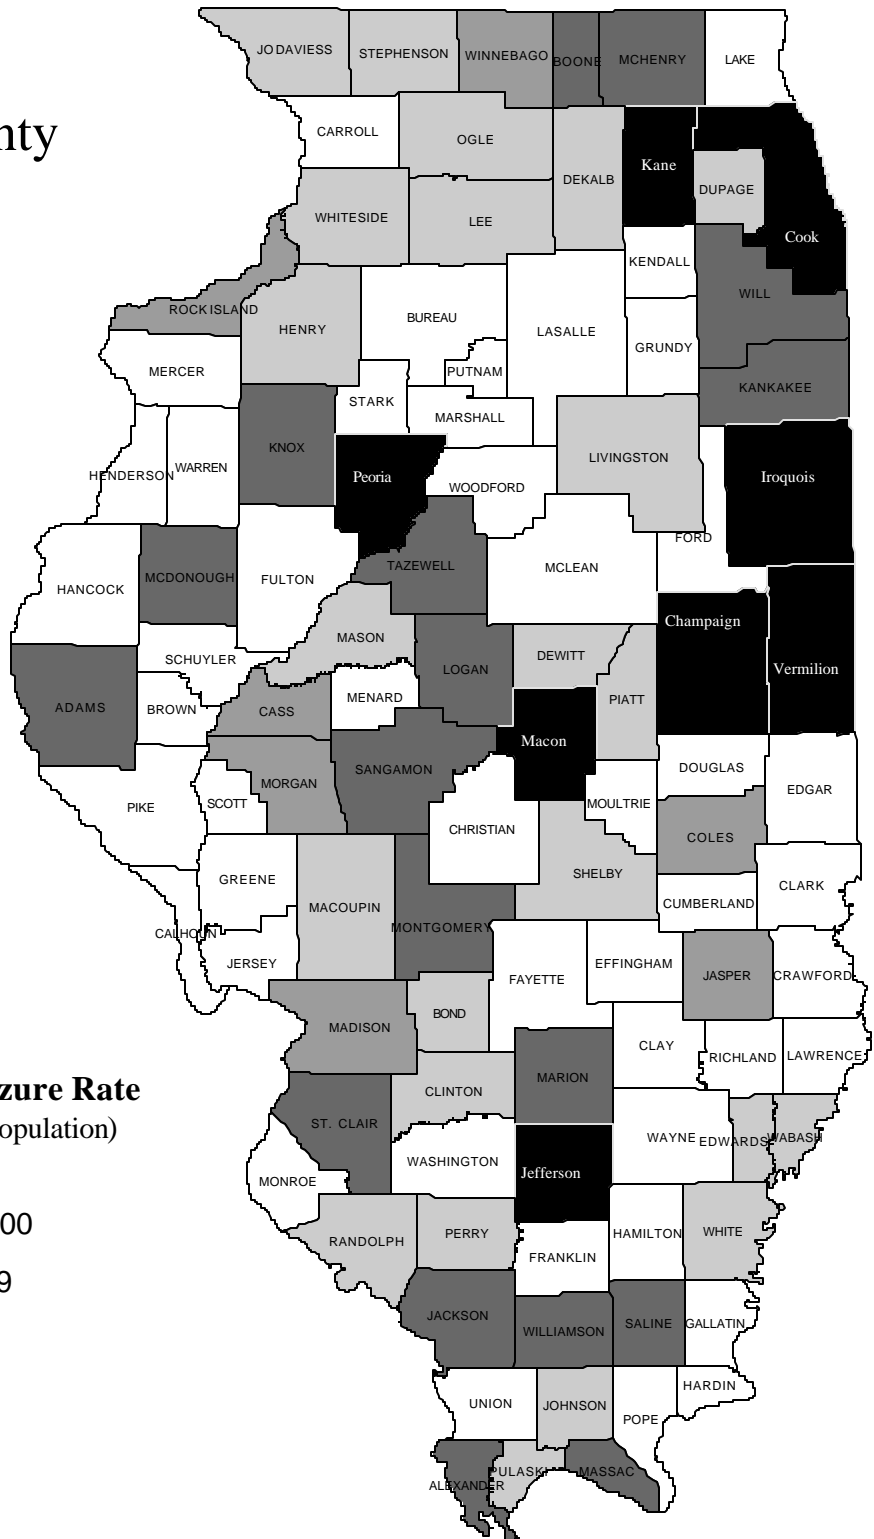 JO DAVIESS
STEPHENSON
WINNEBAGO
BOONE
MCHENRY
LAKE
nty
CARROLL
OGLE
DEKALB
Kane
DUPAGE
Cook
WHITESIDE
LEE
KENDALL
WILL
ROCK ISLAND
HENRY
BUREAU
LASALLE
GRUNDY
MERCER
PUTNAM
KANKAKEE
STARK
MARSHALL
HENDERSON
WARREN
KNOX
Peoria
WOODFORD
LIVINGSTON
Iroquois
FORD
HANCOCK
MCDONOUGH
FULTON
TAZEWELL
MCLEAN
Champaign
Vermilion
SCHUYLER
MASON
LOGAN
DEWITT
PIATT
ADAMS
BROWN
CASS
MENARD
Macon
PIKE
SCOTT
MORGAN
SANGAMON
CHRISTIAN
MOULTRIE
DOUGLAS
EDGAR
COLES
GREENE
MACOUPIN
MONTGOMERY
SHELBY
CUMBERLAND
CLARK
CALHOUN
JERSEY
FAYETTE
EFFINGHAM
JASPER
CRAWFORD
MADISON
BOND
CLAY
RICHLAND
LAWRENCE
zure Rate
opulation)
CLINTON
MARION
ST. CLAIR
WASHINGTON
WAYNE
EDWARDS
WABASH
MONROE
Jefferson
00
9
RANDOLPH
PERRY
FRANKLIN
HAMILTON
WHITE
JACKSON
WILLIAMSON
SALINE
GALLATIN
UNION
JOHNSON
POPE
HARDIN
ALEXANDER
PULASKI
MASSAC